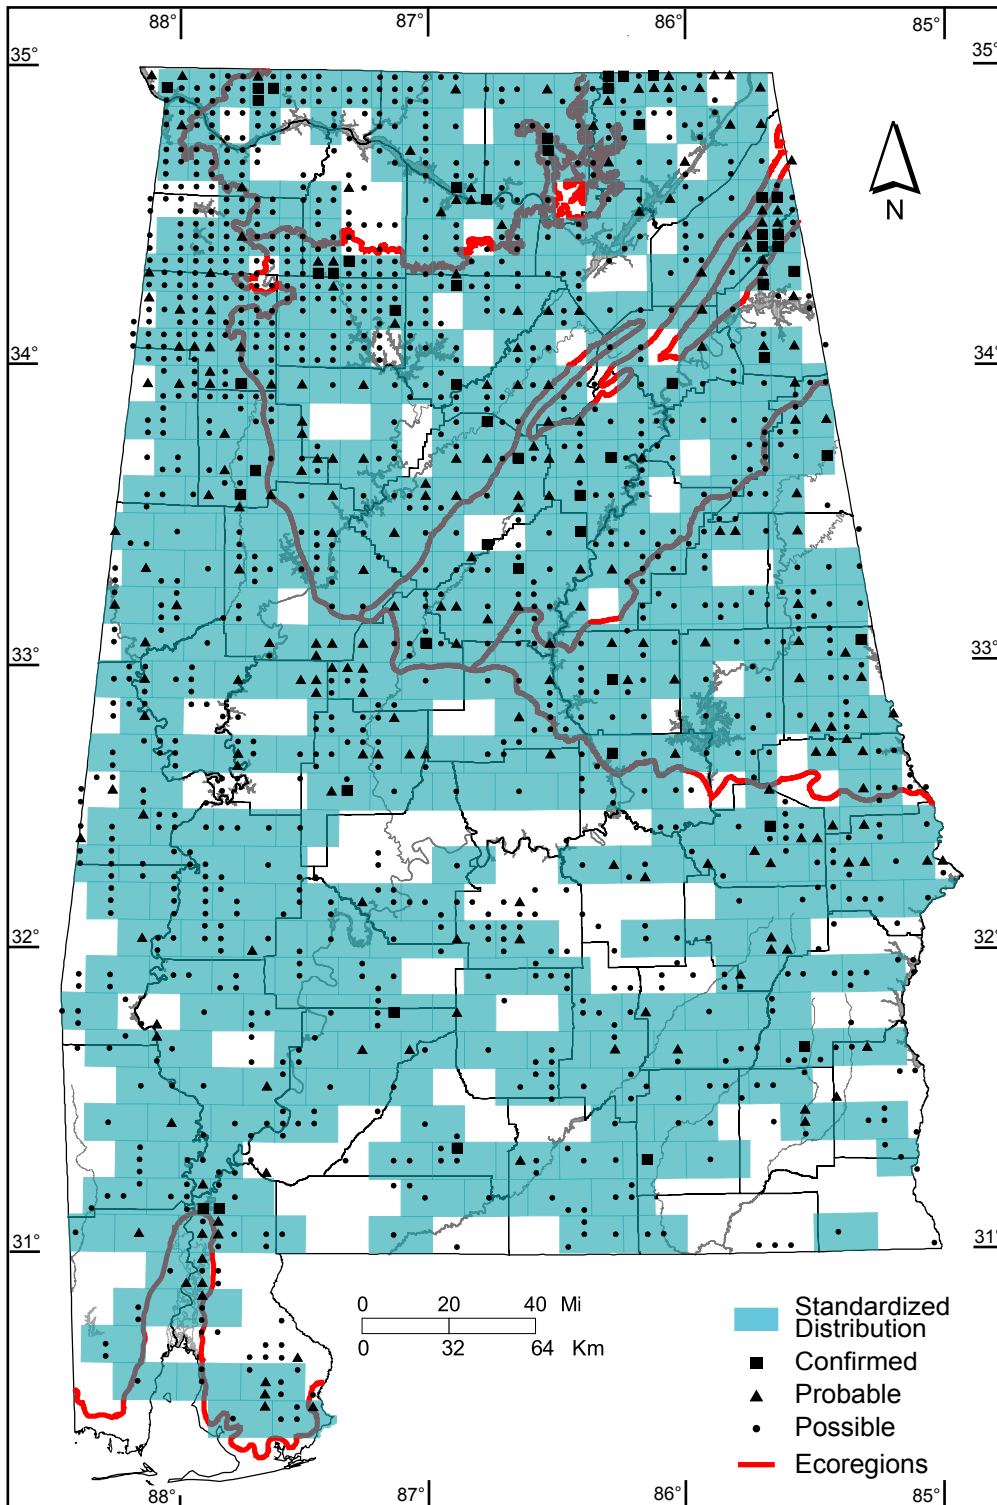 88° 87° 86° 85°
35° 35°
N
34° 34°
33° 33°
32° 32°
31° 31°
0 20 40 Mi
0 32 64 Km
Standardized
Distribution
Confirmed
Probable
Possible
Ecoregions
88° 87° 86° 85°